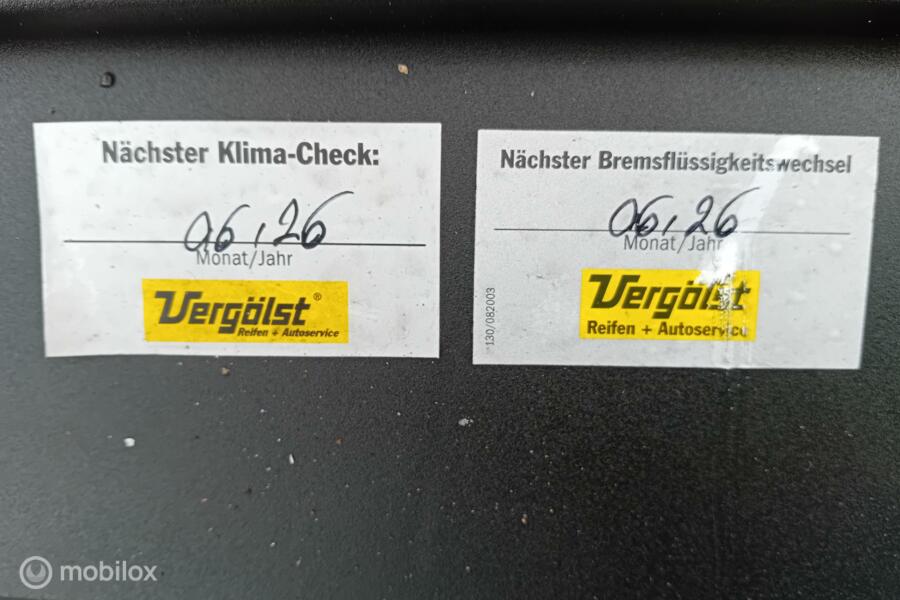 Nächster Klima-Check:
06,26
Monat/Jahr
Vergölst®
Reifen + Autoservice
Nächster Bremsflüssigkeitswechsel
06,26
Monat/Jahr
130/082003
Vergölst
Reifen + Autoservice
mobilox